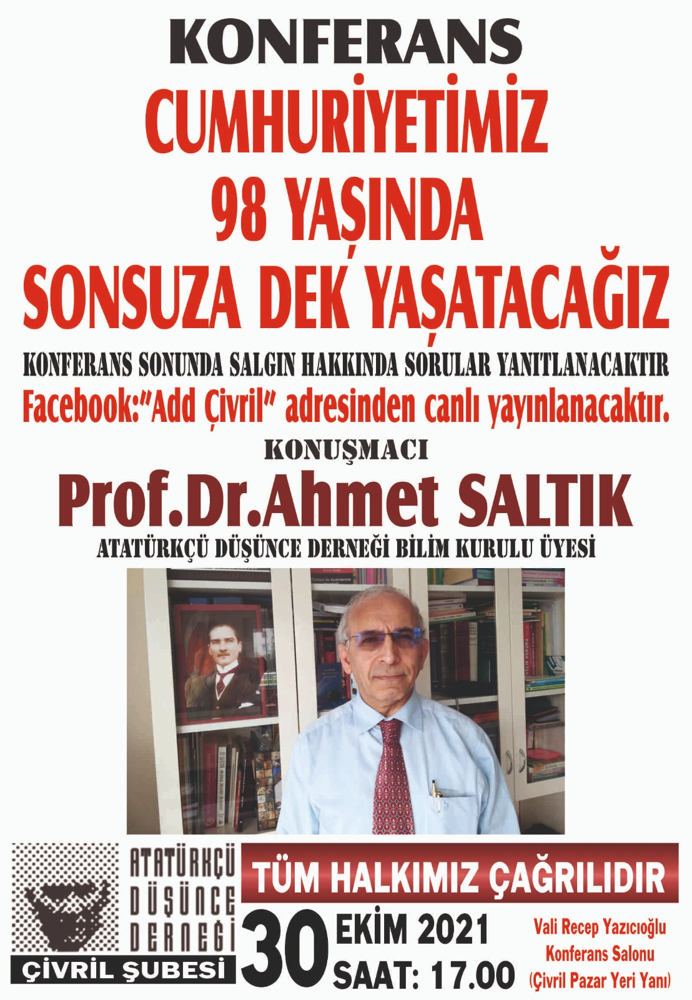 KONFERANS
CUMHURİYETİMİZ
98 YAŞINDA
SONSUZA DEK YAŞATACAĞIZ
KONFERANS SONUNDA SALGIN HAKKINDA SORULAR YANITLANACAKTIR
Facebook:"Add Çivril" adresinden canlı yayınlanacaktır.
KONUŞMACI
Prof.Dr.Ahmet SALTIK
ATATÜRKÇÜ DÜŞÜNCE DERNEĞİ BİLİM KURULU ÜYESİ
ATATÜRKÇÜ
DÜŞÜNCE
DERNEĞİ
ÇİVRİL ŞUBESİ
TÜM HALKIMIZ ÇAĞRILIDIR
30 EKİM 2021
SAAT: 17.00
Vali Recep Yazıcıoğlu
Konferans Salonu
(Çivril Pazar Yeri Yanı)